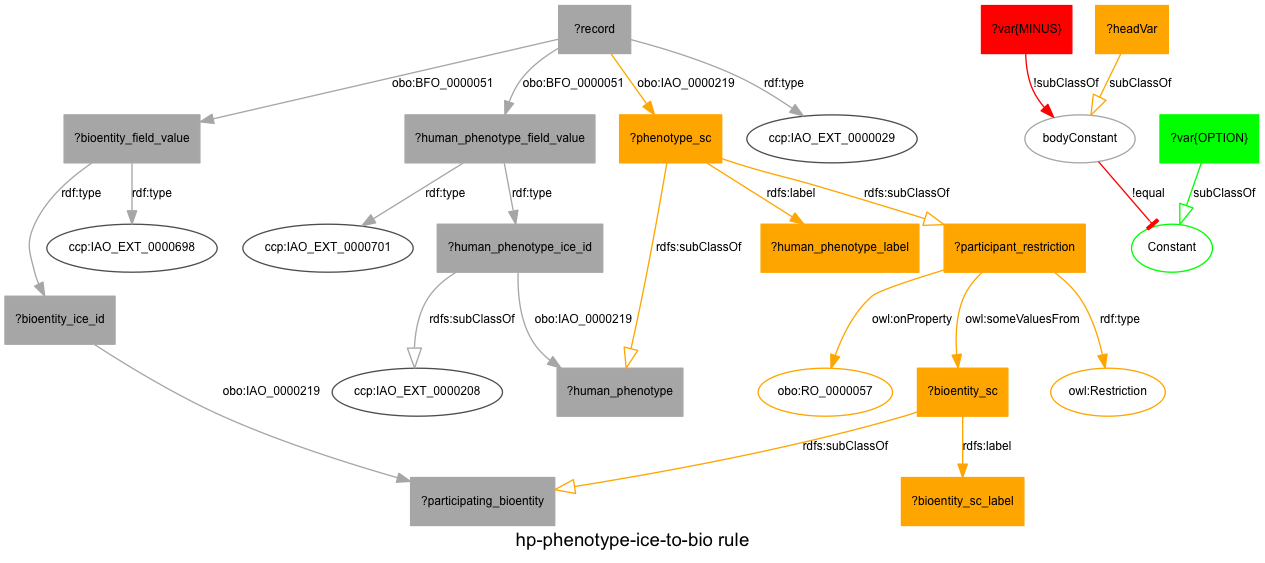 ?record
?var{MINUS}
?headVar
obo:BFO_0000051
obo:BFO_0000051
obo:IAO_0000219
rdf:type
!subClassOf
subClassOf
?bioentity_field_value
?human_phenotype_field_value
?phenotype_sc
ccp:IAO_EXT_0000029
bodyConstant
?var{OPTION}
rdf:type
rdf:type
rdf:type
rdf:type
rdfs:label
rdfs:subClassOf
!equal
subClassOf
ccp:IAO_EXT_0000698
ccp:IAO_EXT_0000701
?human_phenotype_ice_id
rdfs:subClassOf
?human_phenotype_label
?participant_restriction
Constant
?bioentity_ice_id
rdfs:subClassOf
obo:IAO_0000219
owl:onProperty
owl:someValuesFrom
rdf:type
obo:IAO_0000219
ccp:IAO_EXT_0000208
?human_phenotype
obo:RO_0000057
?bioentity_sc
owl:Restriction
rdfs:subClassOf
rdfs:label
?participating_bioentity
?bioentity_sc_label
hp-phenotype-ice-to-bio rule